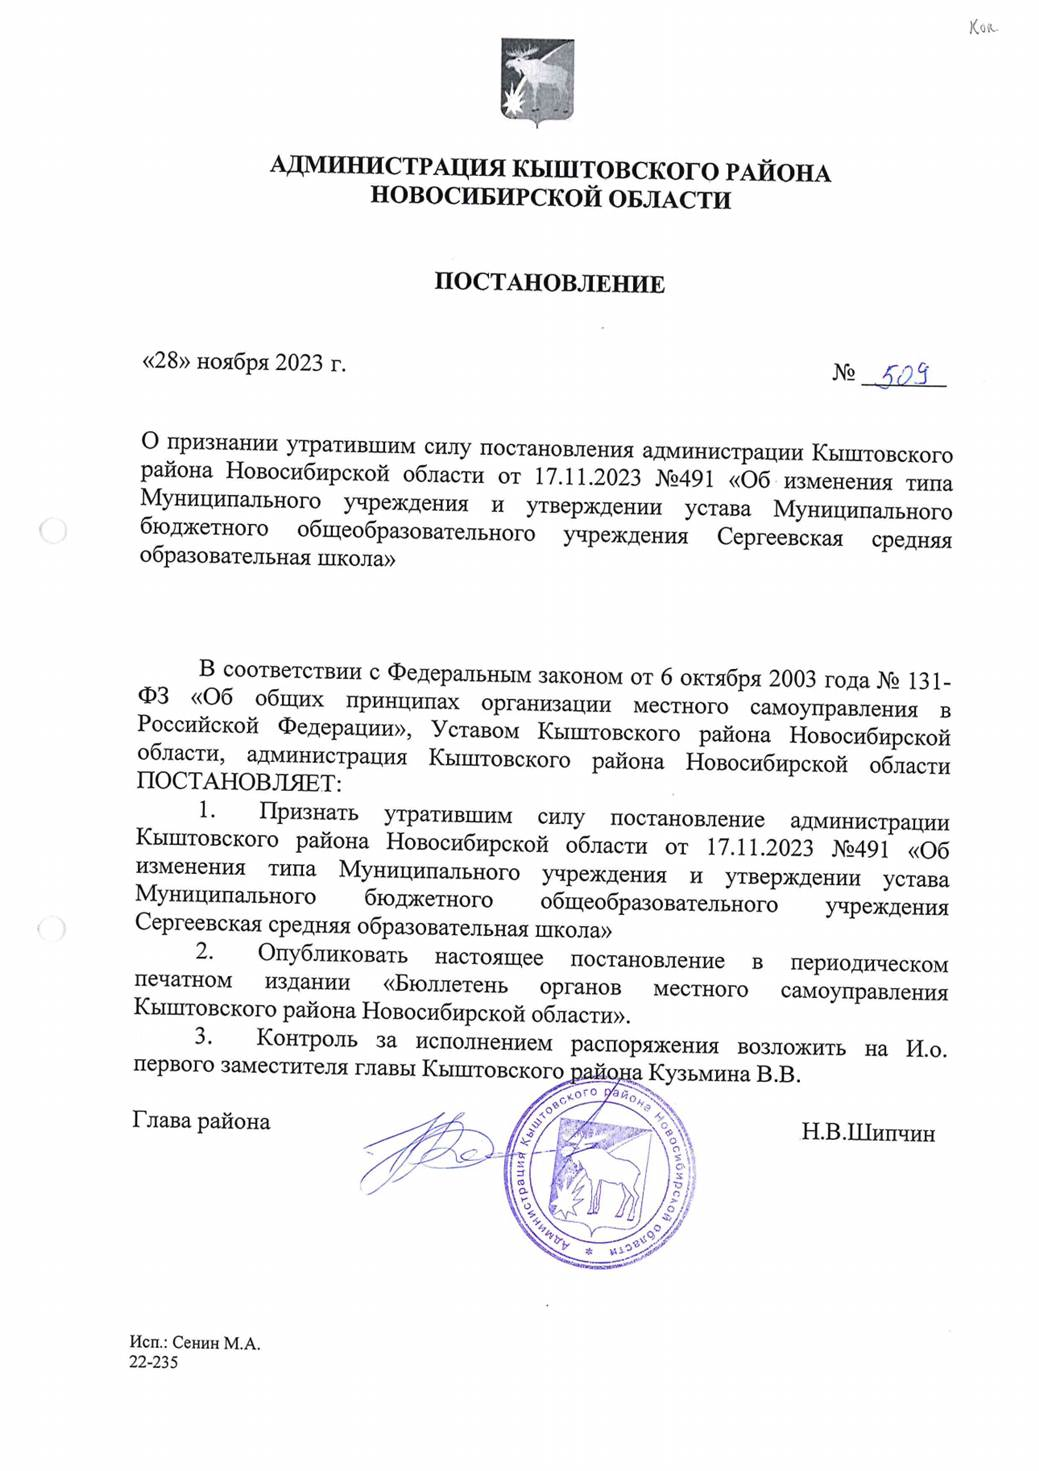 Кол
АДМИНИСТРАЦИЯ КЫШТОВСКОГО РАЙОНА
НОВОСИБИРСКОЙ ОБЛАСТИ
ПОСТАНОВЛЕНИЕ
«28» ноября 2023 г.
№ 509
О признании утратившим силу постановления администрации Кыштовского
района Новосибирской области от 17.11.2023 №491 «Об изменения типа
Муниципального учреждения и утверждении устава Муниципального
бюджетного общеобразовательного учреждения Сергеевская средняя
образовательная школа»
В соответствии с Федеральным законом от 6 октября 2003 года № 131-
ФЗ «Об общих принципах организации местного самоуправления в
Российской Федерации», Уставом Кыштовского района Новосибирской
области, администрация Кыштовского района Новосибирской области
ПОСТАНОВЛЯЕТ:
1. Признать утратившим силу постановление администрации
Кыштовского района Новосибирской области от 17.11.2023 №491 «Об
изменения типа Муниципального учреждения и утверждении устава
Муниципального бюджетного общеобразовательного учреждения
Сергеевская средняя образовательная школа»
2. Опубликовать настоящее постановление в периодическом
печатном издании «Бюллетень органов местного самоуправления
Кыштовского района Новосибирской области».
3. Контроль за исполнением распоряжения возложить на И.о.
первого заместителя главы Кыштовского района Кузьмина В.В.
Глава района
Н.В.Шипчин
Администрация Кыштовского района Новосибирской области *
Исп.: Сенин М.А.
22-235